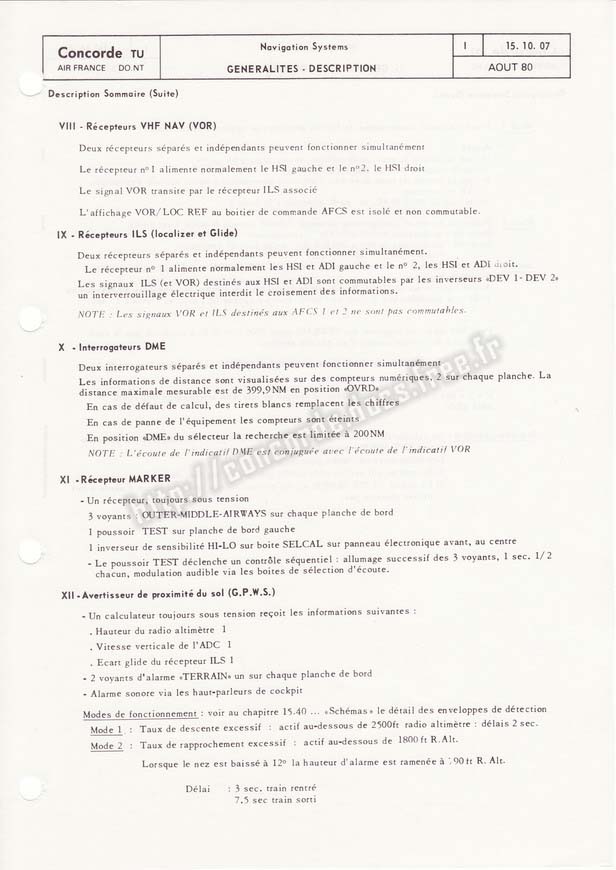 Concorde TU
AIR FRANCE DO.NT
Navigation Systems
GENERALITES - DESCRIPTION
I
15. 10. 07
AOUT 80
Description Sommaire (Suite)
VIII - Récepteurs VHF NAV (VOR)
Deux récepteurs séparés et indépendants peuvent fonctionner simultanément
Le récepteur n° 1 alimente normalement le HSI gauche et le n° 2, le HSI droit
Le signal VOR transite par le récepteur ILS associé
L'affichage VOR/LOC REF au boitier de commande AFCS est isolé et non commutable.
IX - Récepteurs ILS (localizer et Glide)
Deux récepteurs séparés et indépendants peuvent fonctionner simultanément.
Le récepteur n° 1 alimente normalement les HSI et ADI gauche et le n° 2, les HSI et ADI droit.
Les signaux ILS (et VOR) destinés aux HSI et ADI sont commutables par les inverseurs «DEV 1 - DEV 2»
un interverrouillage électrique interdit le croisement des informations.
NOTE : Les signaux VOR et ILS destinés aux AFCS 1 et 2 ne sont pas commutables.
X - Interrogateurs DME
Deux interrogateurs séparés et indépendants peuvent fonctionner simultanément
Les informations de distance sont visualisées sur des compteurs numériques, 2 sur chaque planche. La
distance maximale mesurable est de 399,9 NM en position «OVRD»
En cas de défaut de calcul, des tirets blancs remplacent les chiffres
En cas de panne de l'équipement les compteurs sont éteints
En position «DME» du sélecteur la recherche est limitée à 200 NM
NOTE : L'écoute de l'indicatif DME est conjuguée avec l'écoute de l'indicatif VOR
XI - Récepteur MARKER
- Un récepteur, toujours sous tension
3 voyants : OUTER-MIDDLE-AIRWAYS sur chaque planche de bord
1 poussoir TEST sur planche de bord gauche
1 inverseur de sensibilité HI-LO sur boite SELCAL sur panneau électronique avant, au centre
- Le poussoir TEST déclenche un contrôle séquentiel : allumage successif des 3 voyants, 1 sec. 1/2
chacun, modulation audible via les boites de sélection d'écoute.
XII - Avertisseur de proximité du sol (G.P.W.S.)
- Un calculateur toujours sous tension reçoit les informations suivantes :
. Hauteur du radio altimètre 1
. Vitesse verticale de l'ADC 1
. Ecart glide du récepteur ILS 1
- 2 voyants d'alarme «TERRAIN» un sur chaque planche de bord
- Alarme sonore via les haut-parleurs de cockpit
Modes de fonctionnement : voir au chapitre 15.40 ... «Schémas» le détail des enveloppes de détection
Mode 1 : Taux de descente excessif : actif au-dessous de 2500 ft radio altimètre : délais 2 sec.
Mode 2 : Taux de rapprochement excessif : actif au-dessous de 1800 ft R. Alt.
Lorsque le nez est baissé à 12° la hauteur d'alarme est ramenée à 90 ft R. Alt.
Délai : 3 sec. train rentré
7,5 sec train sorti